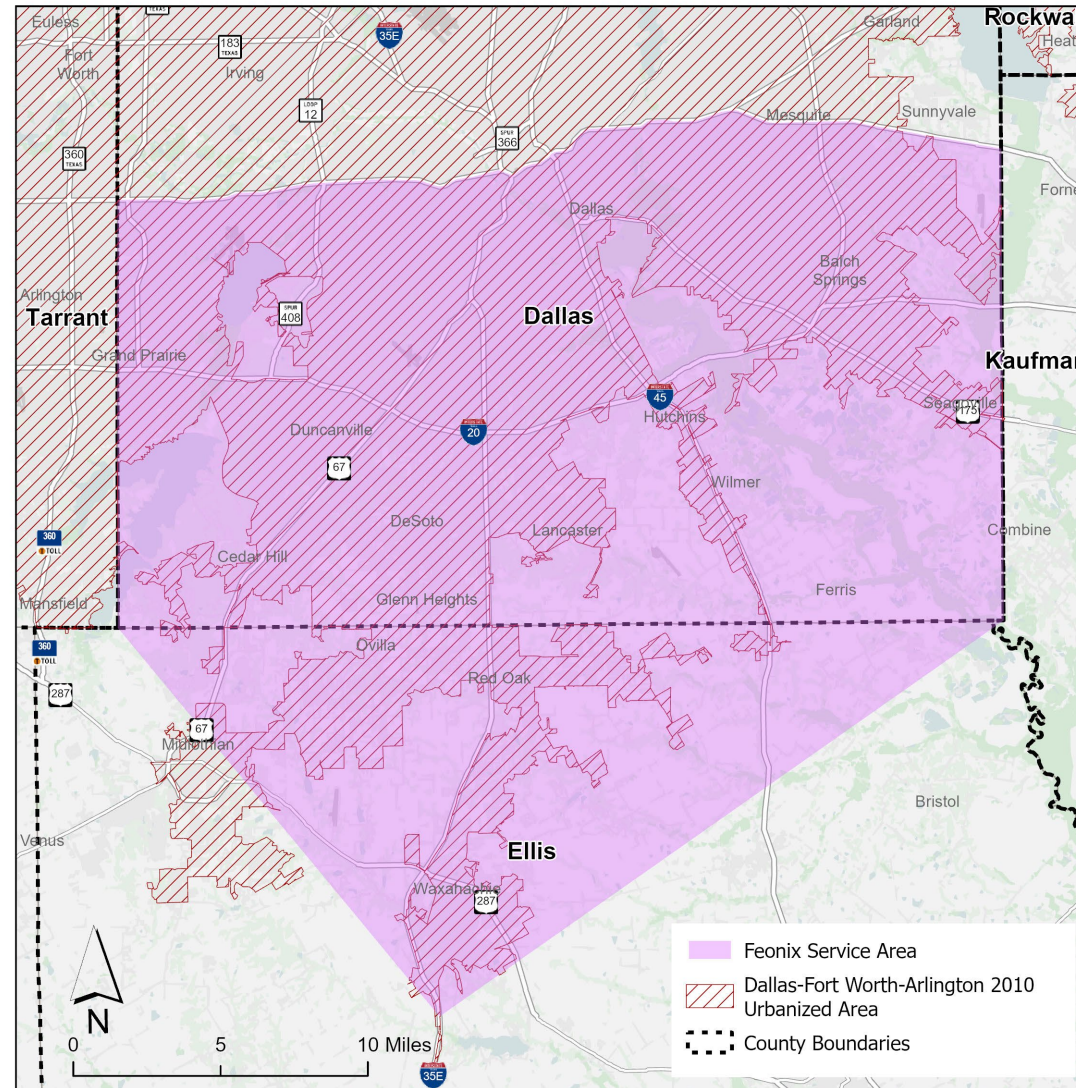 TEXAS
Euless
35E
Garland
Rockwa
183
TEXAS
Fort
Worth
Irving
Heat
LOOP
12
Mesquite
Sunnyvale
SPUR
366
360
TEXAS
Forne
Dallas
Balch
Springs
Arlington
Tarrant
SPUR
408
Dallas
Grand Prairie
Kaufman
INTERSTATE
45
Seagoville
175
Hutchins
Duncanville
20
67
Wilmer
DeSoto
Lancaster
Combine
360
TOLL
Cedar Hill
Ferris
Mansfield
Glenn Heights
360
TOLL
Ovilla
Red Oak
287
67
Midlothian
Bristol
Venus
Ellis
Waxahachie
287
Feonix Service Area
Dallas-Fort Worth-Arlington 2010
Urbanized Area
County Boundaries
N
0 5 10 Miles
35E